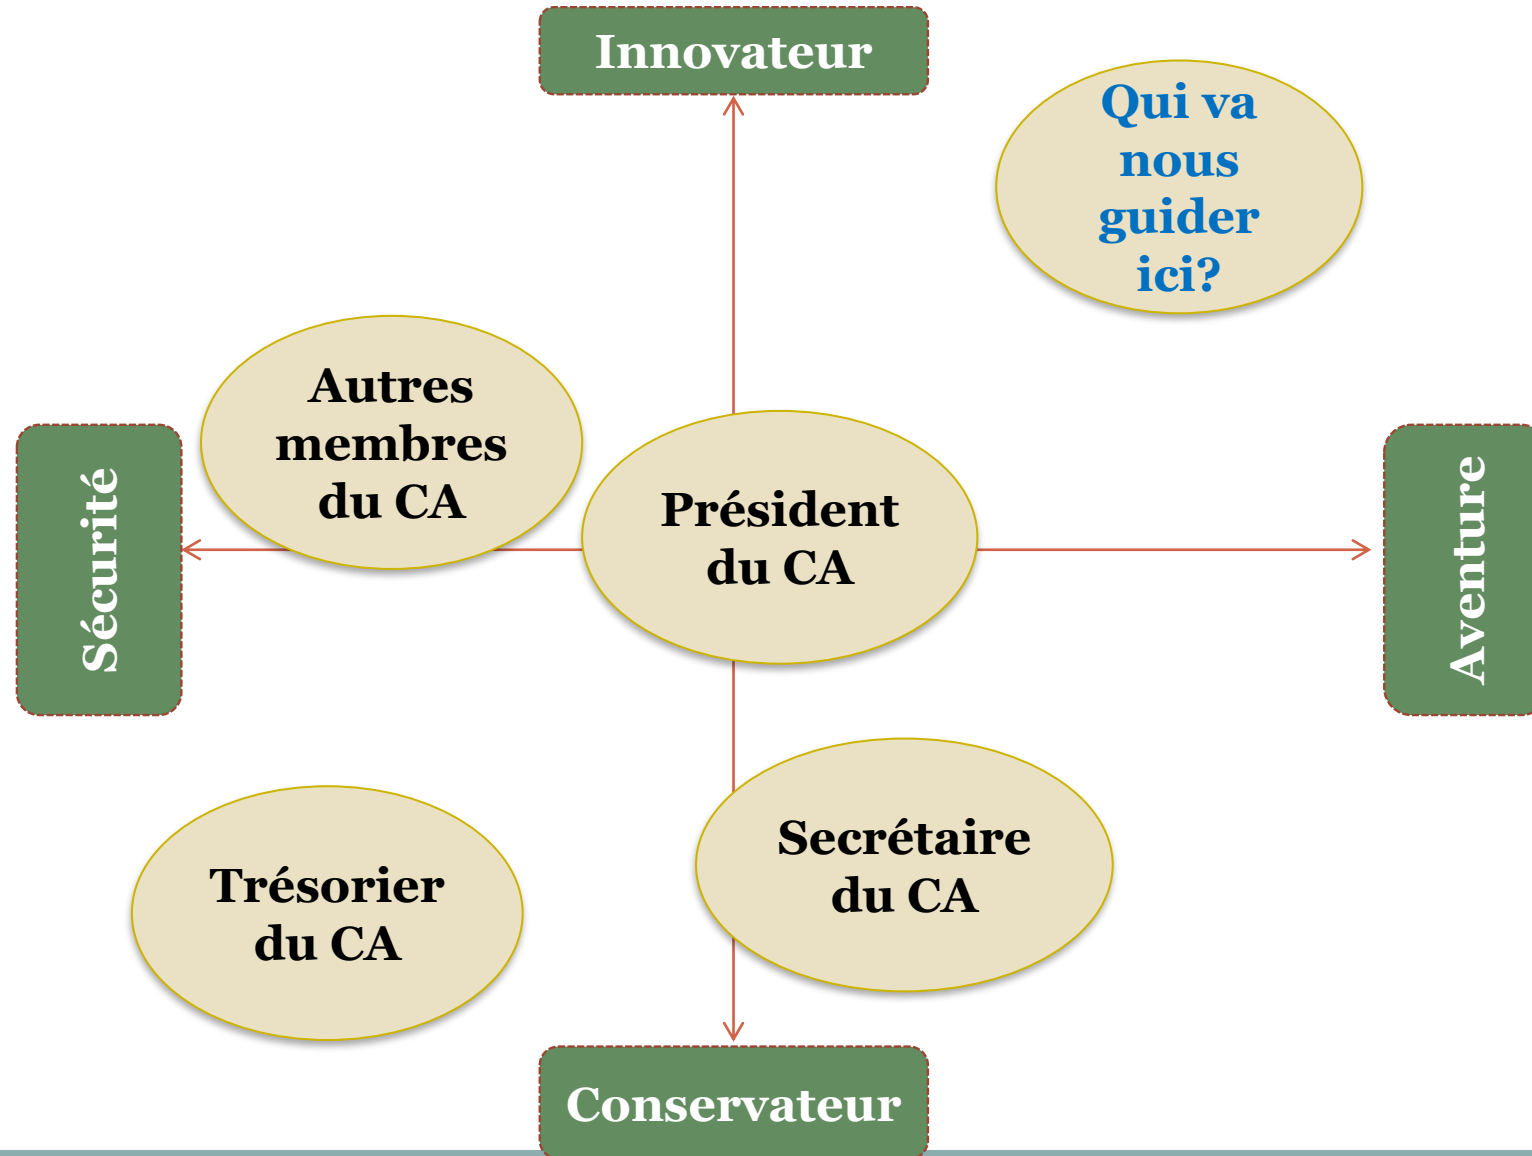 Innovateur
Qui va
nous
guider
ici?
Autres
membres
du CA
Sécurité
Président
du CA
Aventure
Secrétaire
du CA
Trésorier
du CA
Conservateur